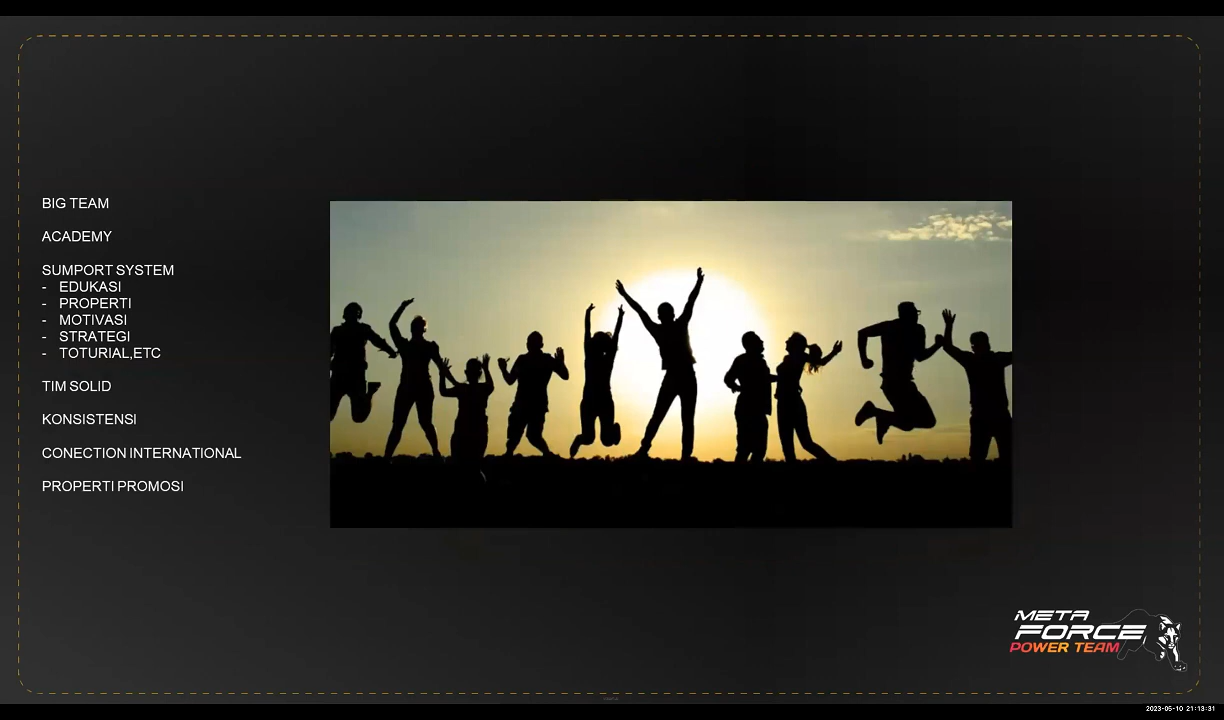 BIG TEAM
ACADEMY
SUMPORT SYSTEM
- EDUKASI
- PROPERTI
- MOTIVASI
- STRATEGI
- TOTURIAL,ETC
TIM SOLID
KONSISTENSI
CONECTION INTERNATIONAL
PROPERTI PROMOSI
META
FORCE
POWER TEAM
2023-05-10 21:13:31